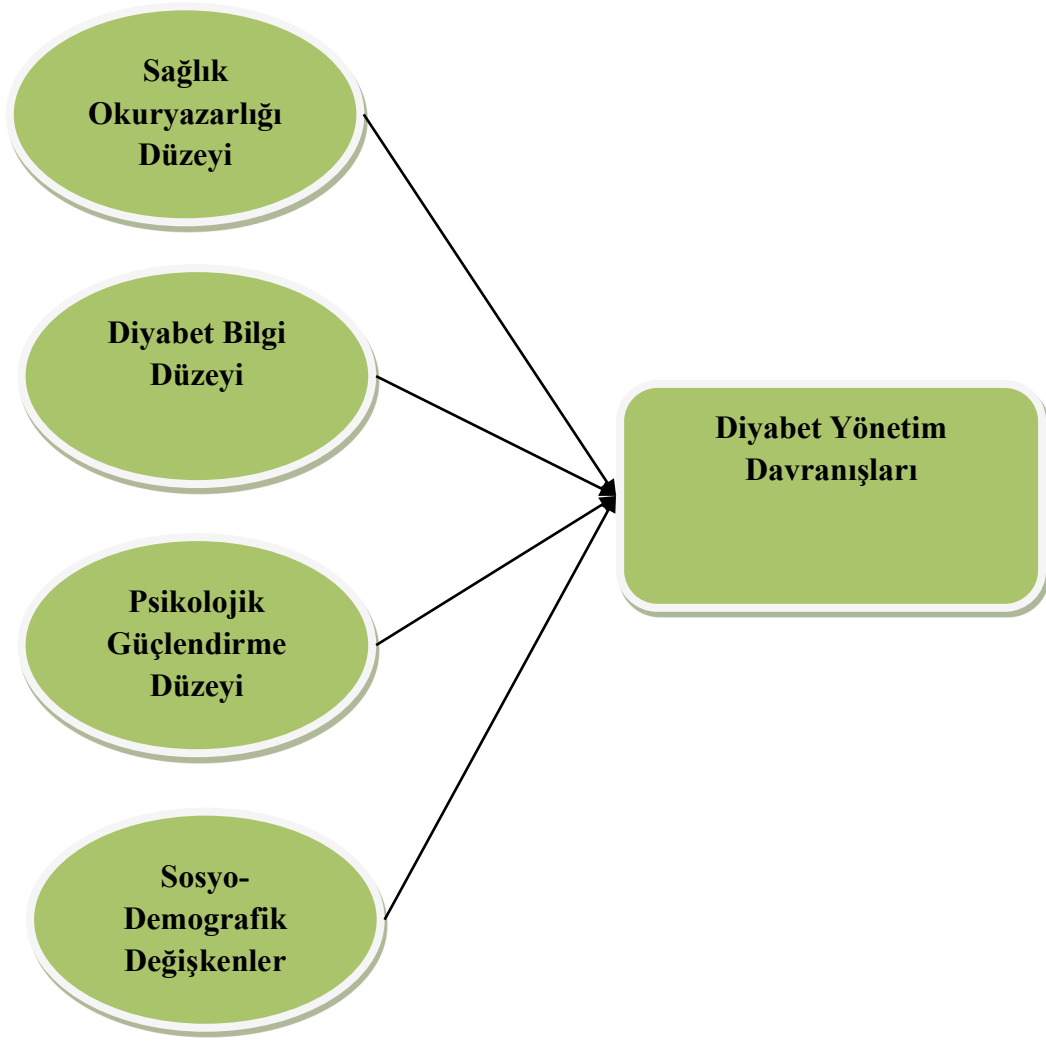 Sağlık
Okuryazarlığı
Düzeyi
Diyabet Bilgi
Düzeyi
Diyabet Yönetim
Davranışları
Psikolojik
Güçlendirme
Düzeyi
Sosyo-
Demografik
Değişkenler